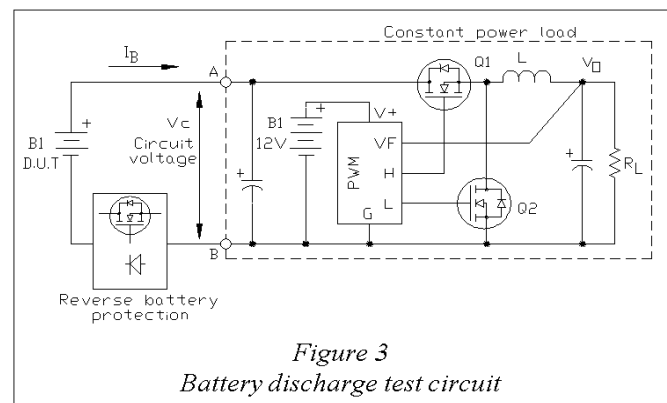 Constant power load
I_B
A
Q1
L
V_O
B1
D.U.T
Vc
Circuit
voltage
B1
12V
V+
VF
H
L
G
PWM
Q2
R_L
B
Reverse battery
protection
Figure 3
Battery discharge test circuit